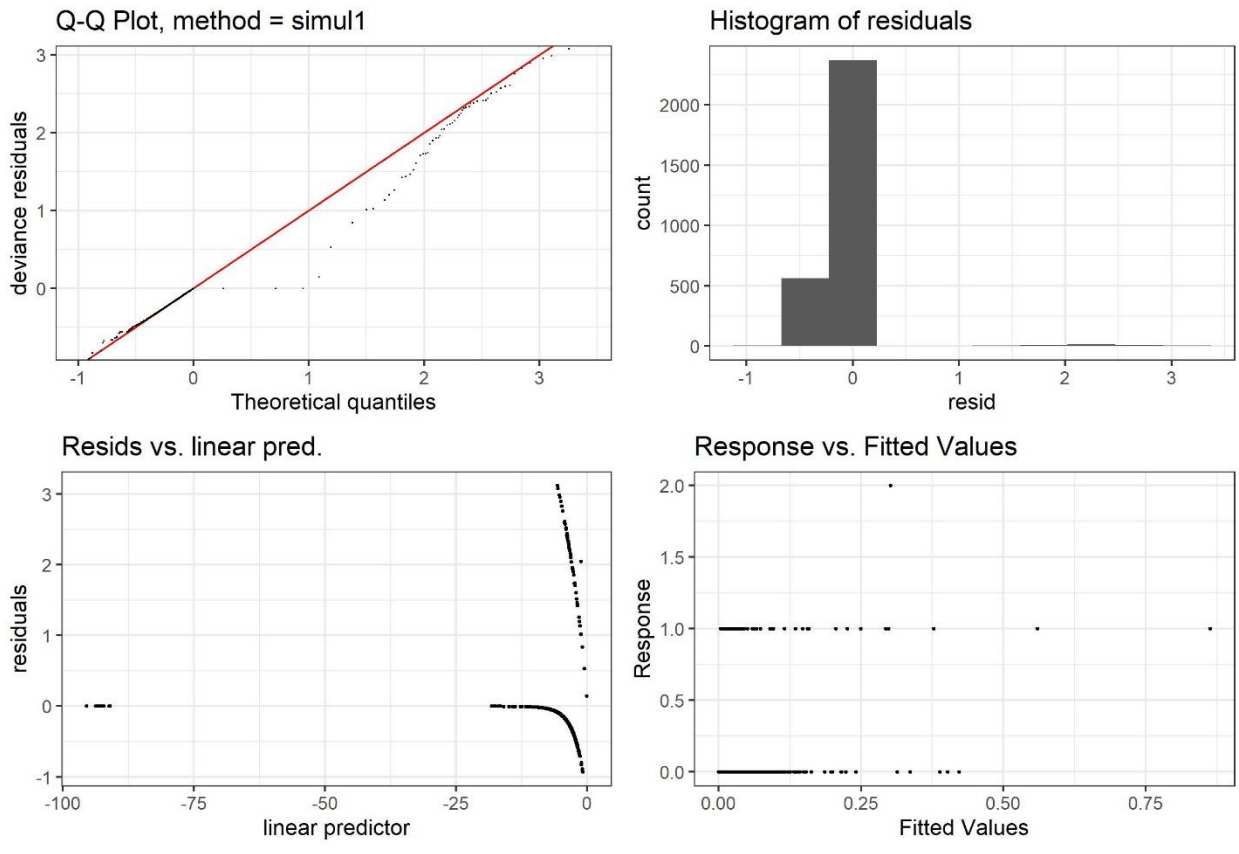 Q-Q Plot, method = simul1
3
2
1
0
deviance residuals
-1 0 1 2 3
Theoretical quantiles
Histogram of residuals
2000
1500
1000
500
0
count
-1 0 1 2 3
resid
Resids vs. linear pred.
3
2
1
0
-1
residuals
-100 -75 -50 -25 0
linear predictor
Response vs. Fitted Values
2.0
1.5
1.0
0.5
0.0
Response
0.00 0.25 0.50 0.75
Fitted Values